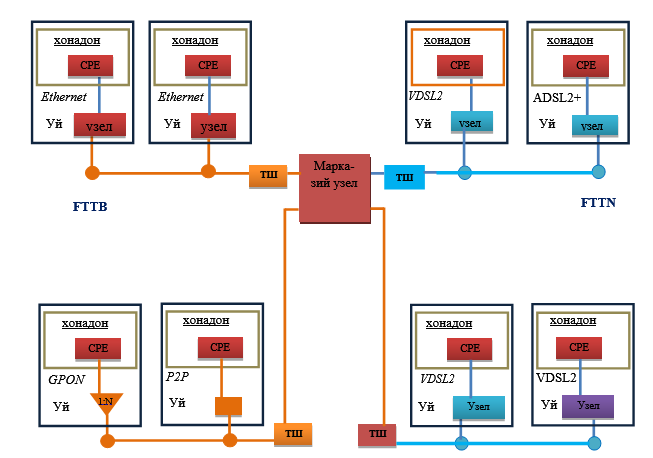 хонадон
CPE
Ethernet
Уй
узел
хонадон
CPE
Ethernet
Уй
узел
хонадон
CPE
VDSL2
Уй
узел
хонадон
CPE
ADSL2+
Уй
узел
ТШ
Марка-
зий узел
ТШ
FTTB
FTTN
хонадон
CPE
GPON
1:N
Уй
хонадон
CPE
P2P
Уй
ТШ
хонадон
CPE
VDSL2
Уй
Узел
хонадон
CPE
VDSL2
Уй
Узел
ТШ